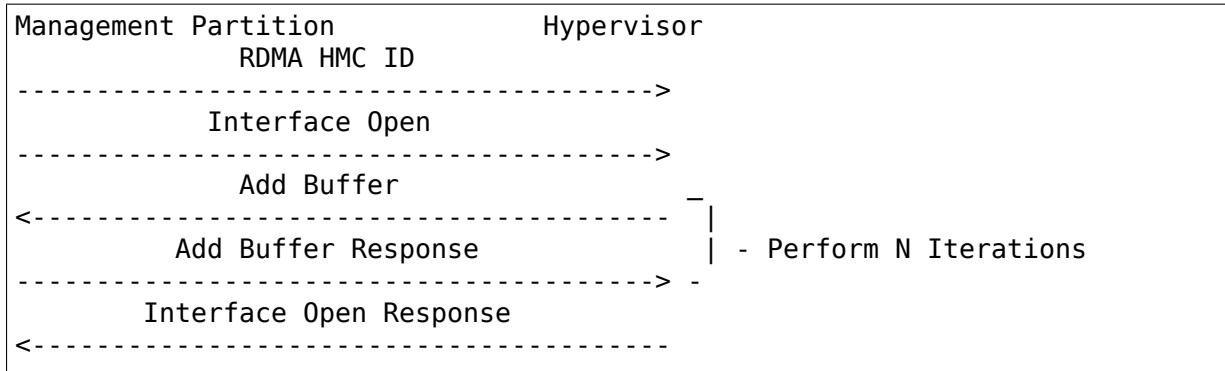 Management Partition             Hypervisor
              RDMA HMC ID
---------------------------------------->
            Interface Open
---------------------------------------->
              Add Buffer                  _
<----------------------------------------  |
          Add Buffer Response              | - Perform N Iterations
----------------------------------------> -
        Interface Open Response
<----------------------------------------